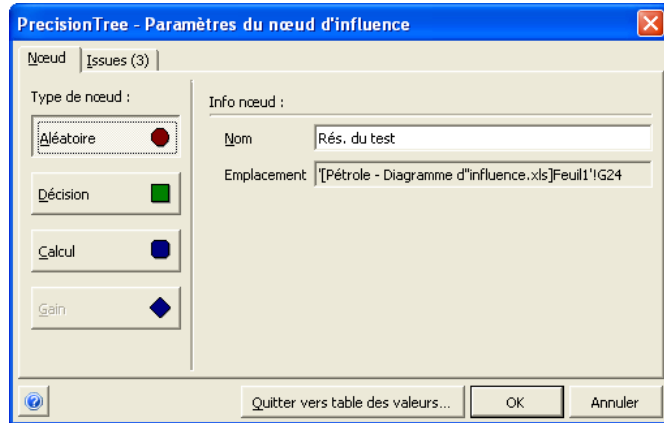 PrecisionTree - Paramètres du nœud d'influence
Nœud
Issues (3)
Type de nœud :
Aléatoire
Décision
Calcul
Gain
Info nœud :
Nom
Rés. du test
Emplacement
'[Pétrole - Diagramme d''influence.xls]Feuil1'!G24
Quitter vers table des valeurs...
OK
Annuler